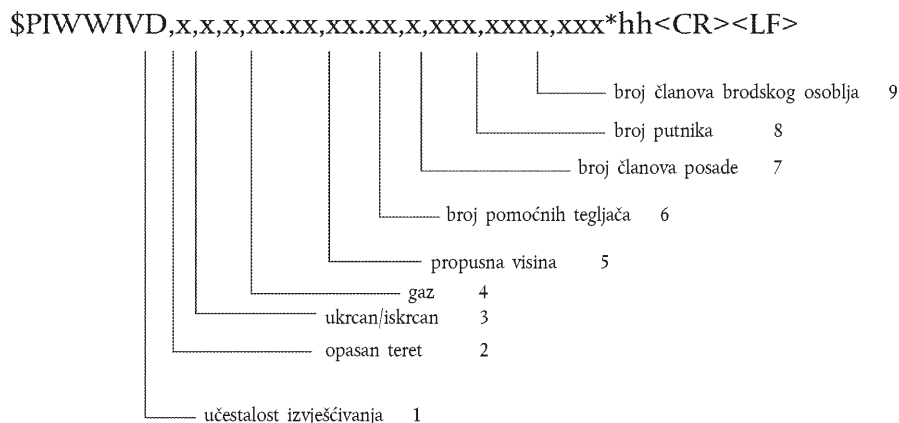 $PIWWIVD,x,x,x,xx.xx,xx.xx,x,xxx,xxxx,xxx*hh<CR><LF>
broj članova brodskog osoblja 9
broj putnika 8
broj članova posade 7
broj pomoćnih tegljača 6
propusna visina 5
gaz 4
ukrcan/iskrcan 3
opasan teret 2
učestalost izvješćivanja 1